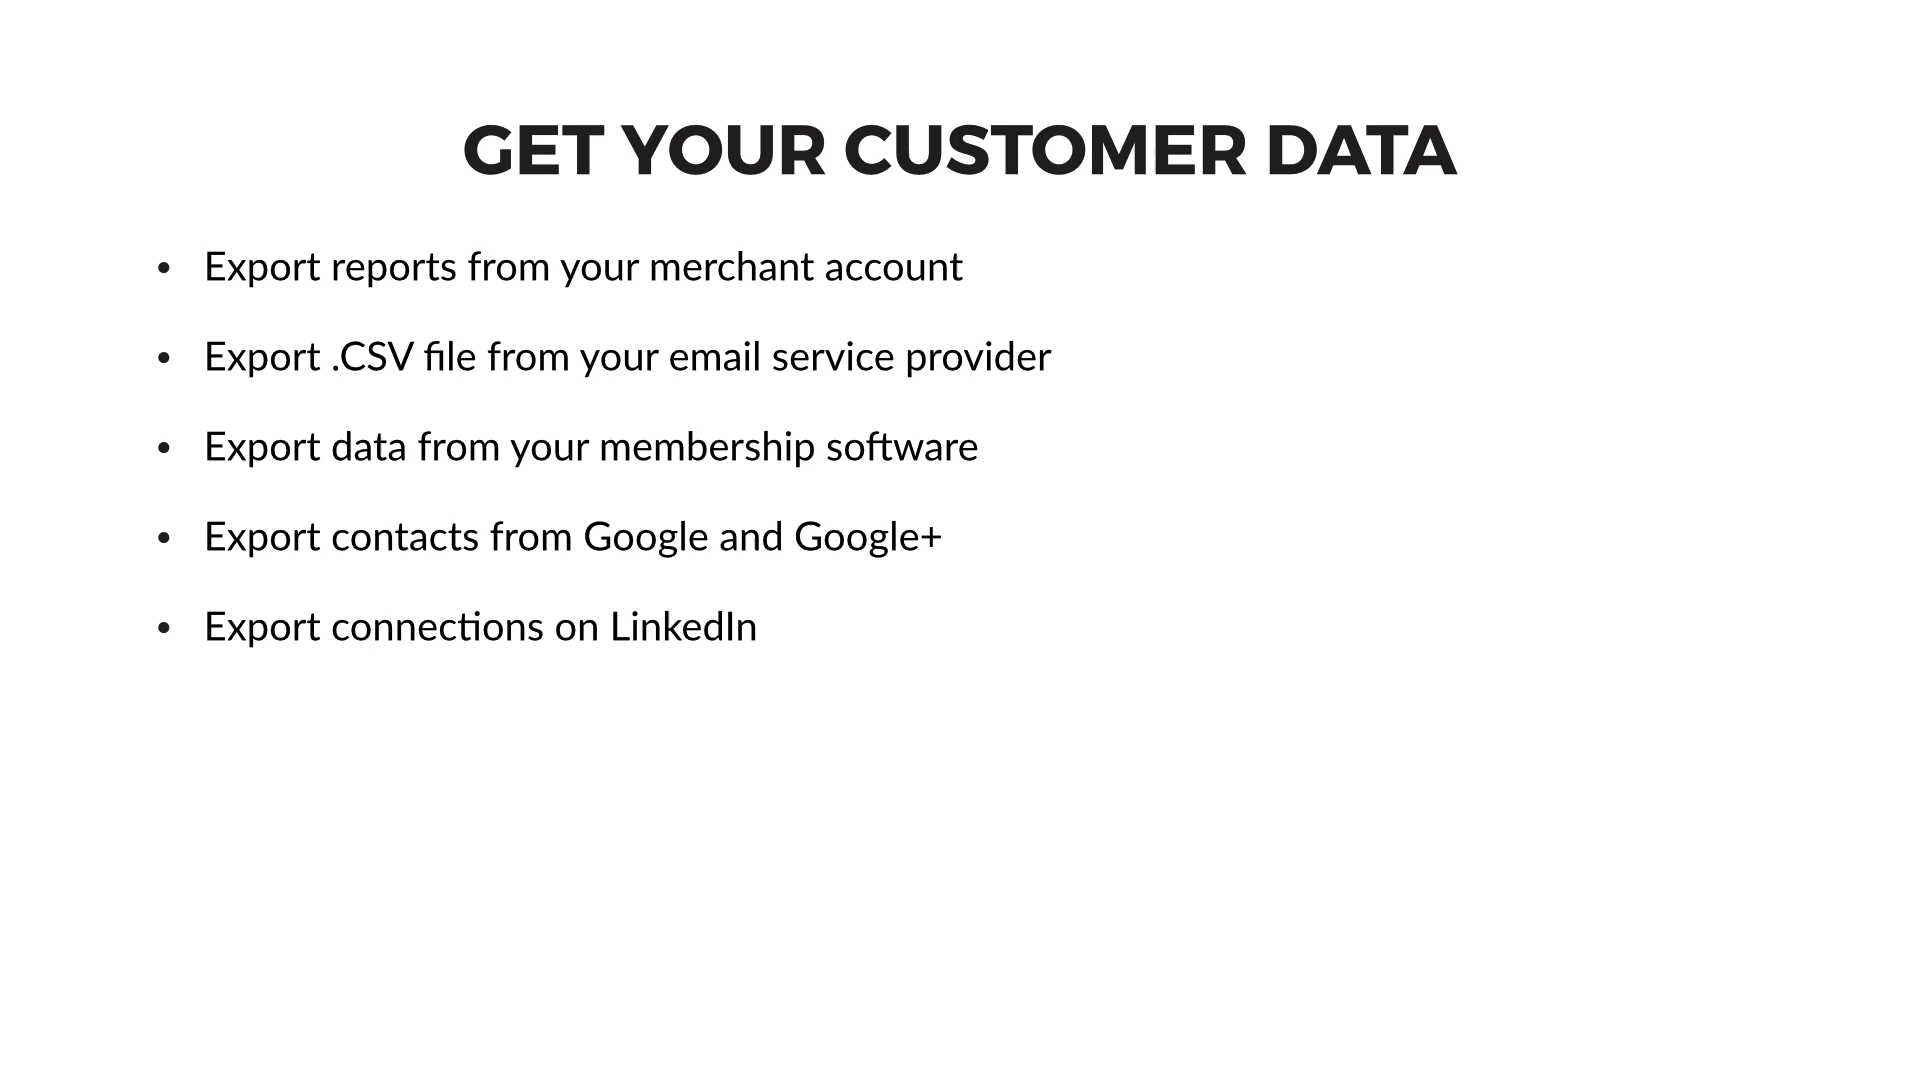 GET YOUR CUSTOMER DATA
• Export reports from your merchant account
• Export .CSV file from your email service provider
• Export data from your membership software
• Export contacts from Google and Google+
• Export connections on LinkedIn